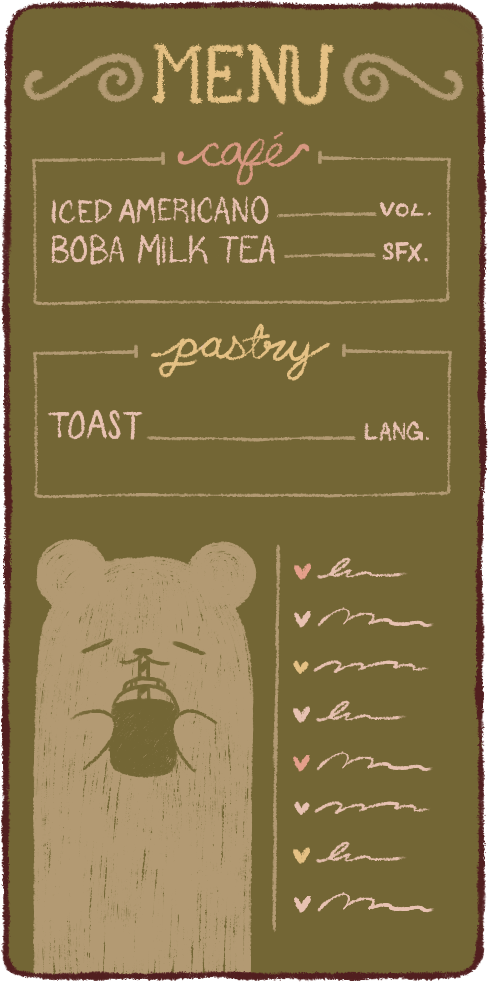 MENU
café
ICED AMERICANO VOL.
BOBA MILK TEA SFX.
pastry
TOAST LANG.